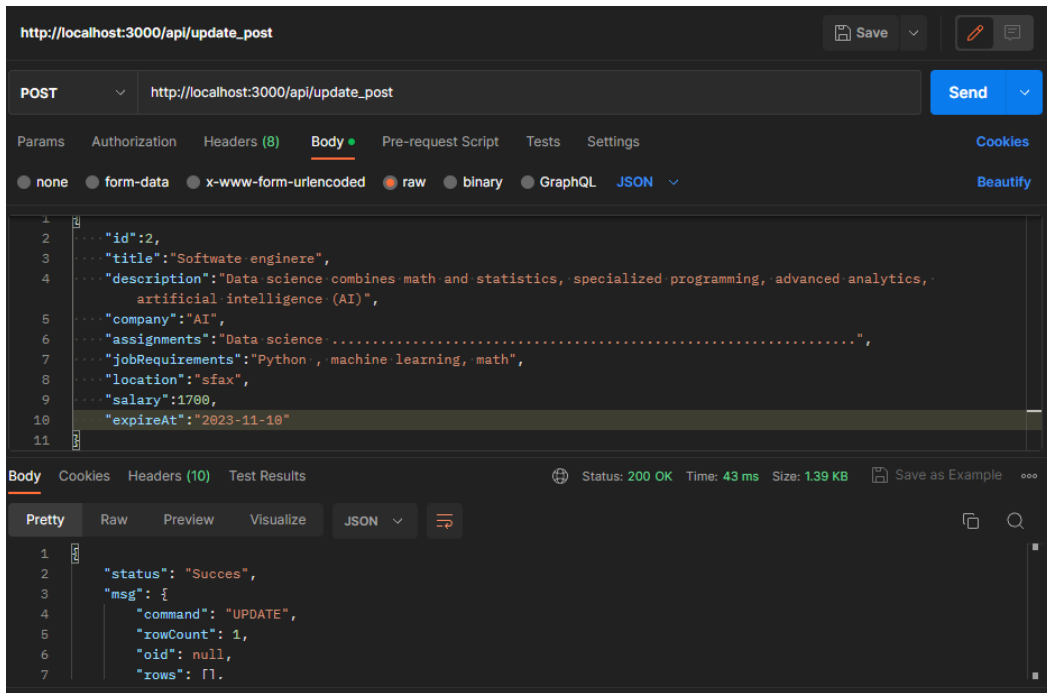 http://localhost:3000/api/update_post
Save
POST
http://localhost:3000/api/update_post
Send
Params Authorization Headers (8) Body Pre-request Script Tests Settings Cookies
none form-data x-www-form-urlencoded raw binary GraphQL JSON Beautify
1 {
2 "id":2,
3 "title":"Softwate enginere",
4 "description":"Data science combines math and statistics, specialized programming, advanced analytics,
artificial intelligence (AI)",
5 "company":"AI",
6 "assignments":"Data science ..................................................................",
7 "jobRequirements":"Python , machine learning, math",
8 "location":"sfax",
9 "salary":1700,
10 "expireAt":"2023-11-10"
11 }
Body Cookies Headers (10) Test Results Status: 200 OK Time: 43 ms Size: 1.39 KB Save as Example
Pretty Raw Preview Visualize JSON
1 {
2 "status": "Succes",
3 "msg": {
4 "command": "UPDATE",
5 "rowCount": 1,
6 "oid": null,
7 "rows": [],